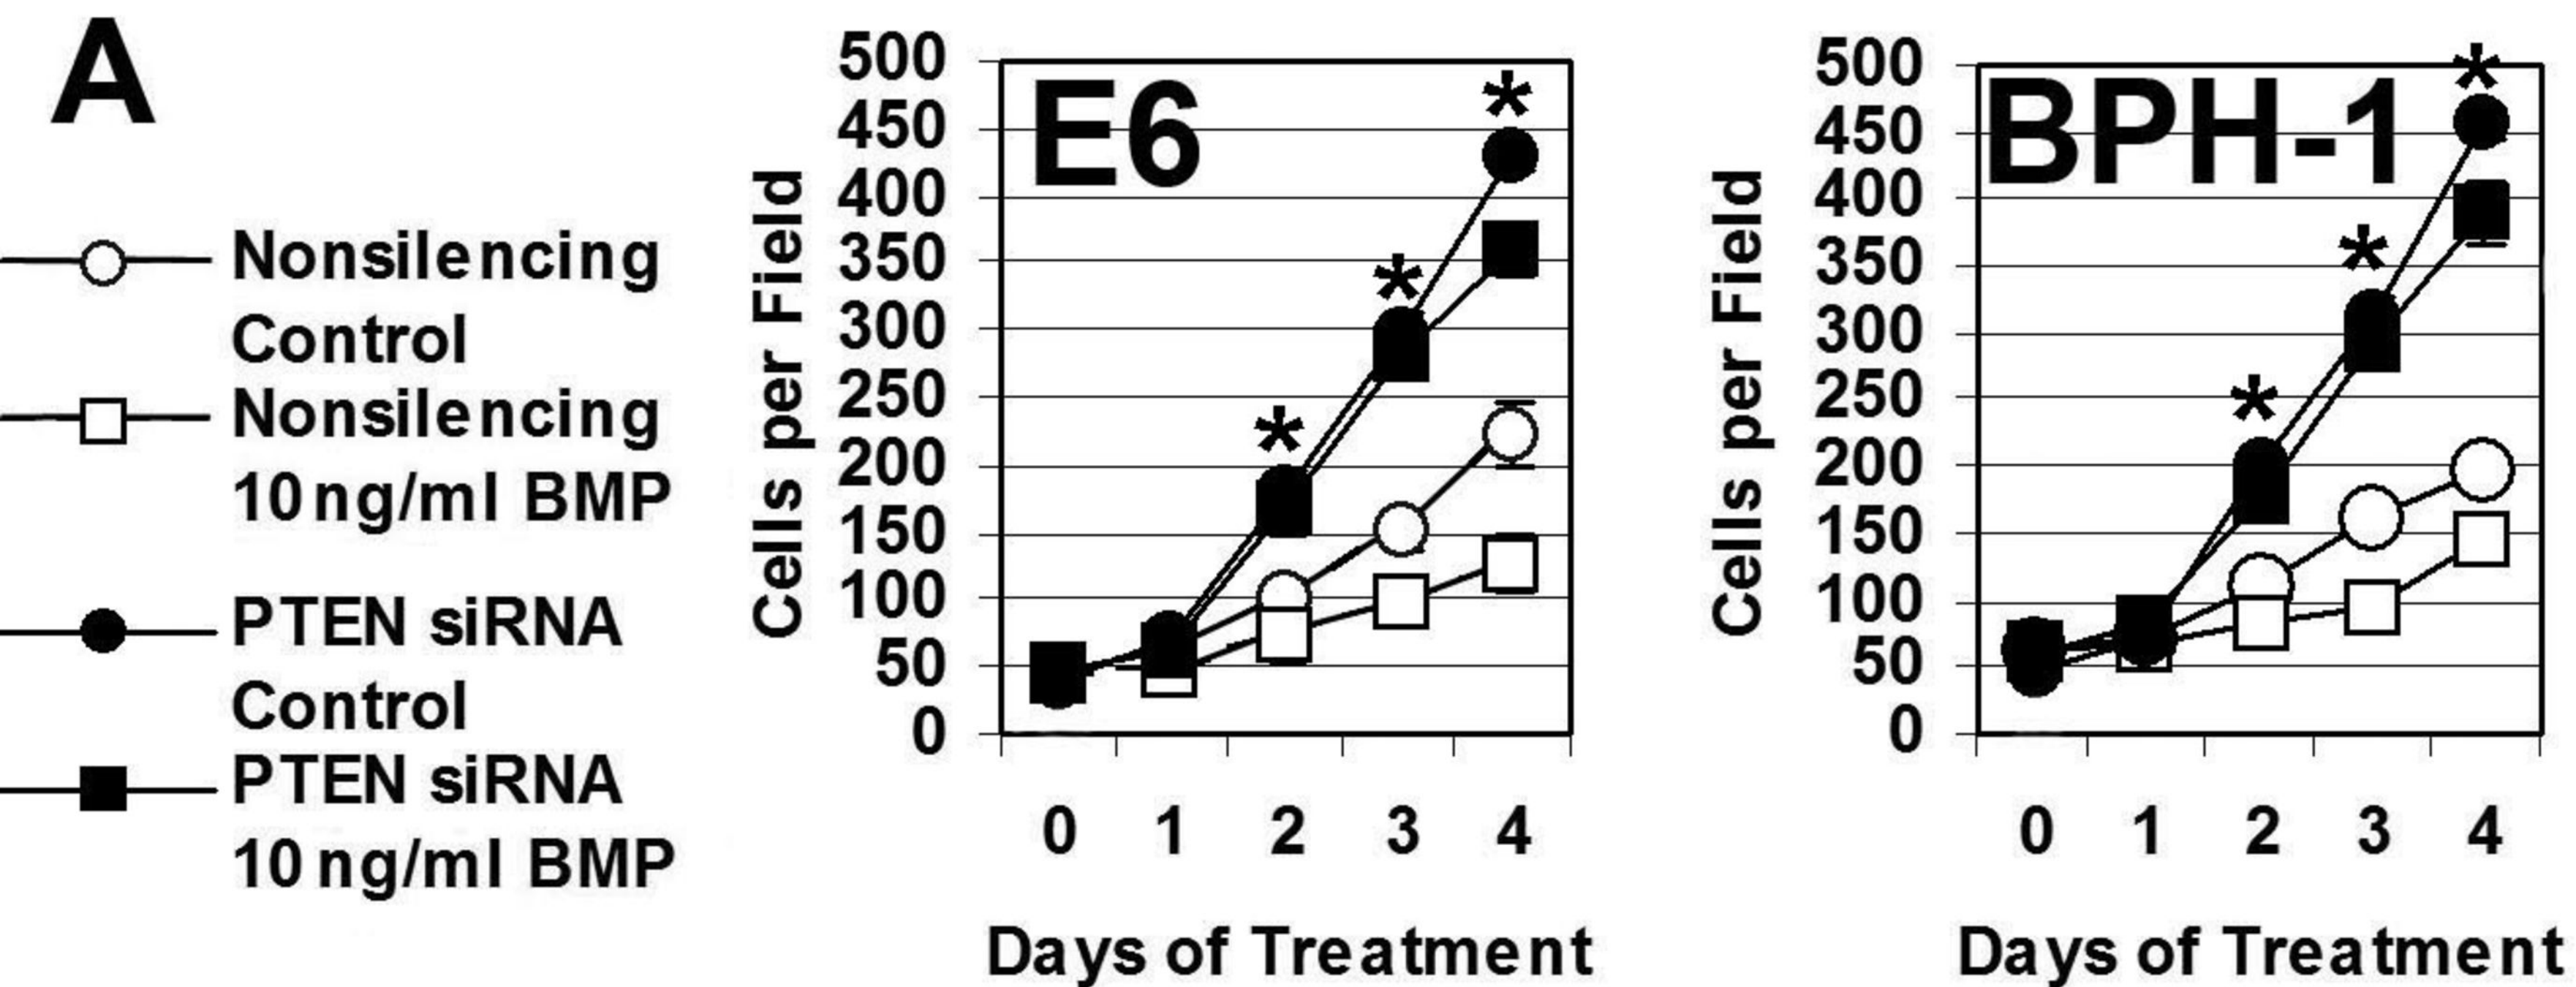 A
Nonsilencing
Control
Nonsilencing
10 ng/ml BMP
PTEN siRNA
Control
PTEN siRNA
10 ng/ml BMP
E6
Cells per Field
500
450
400
350
300
250
200
150
100
50
0
*
*
*
0 1 2 3 4
Days of Treatment
BPH-1
Cells per Field
500
450
400
350
300
250
200
150
100
50
0
*
*
*
0 1 2 3 4
Days of Treatment